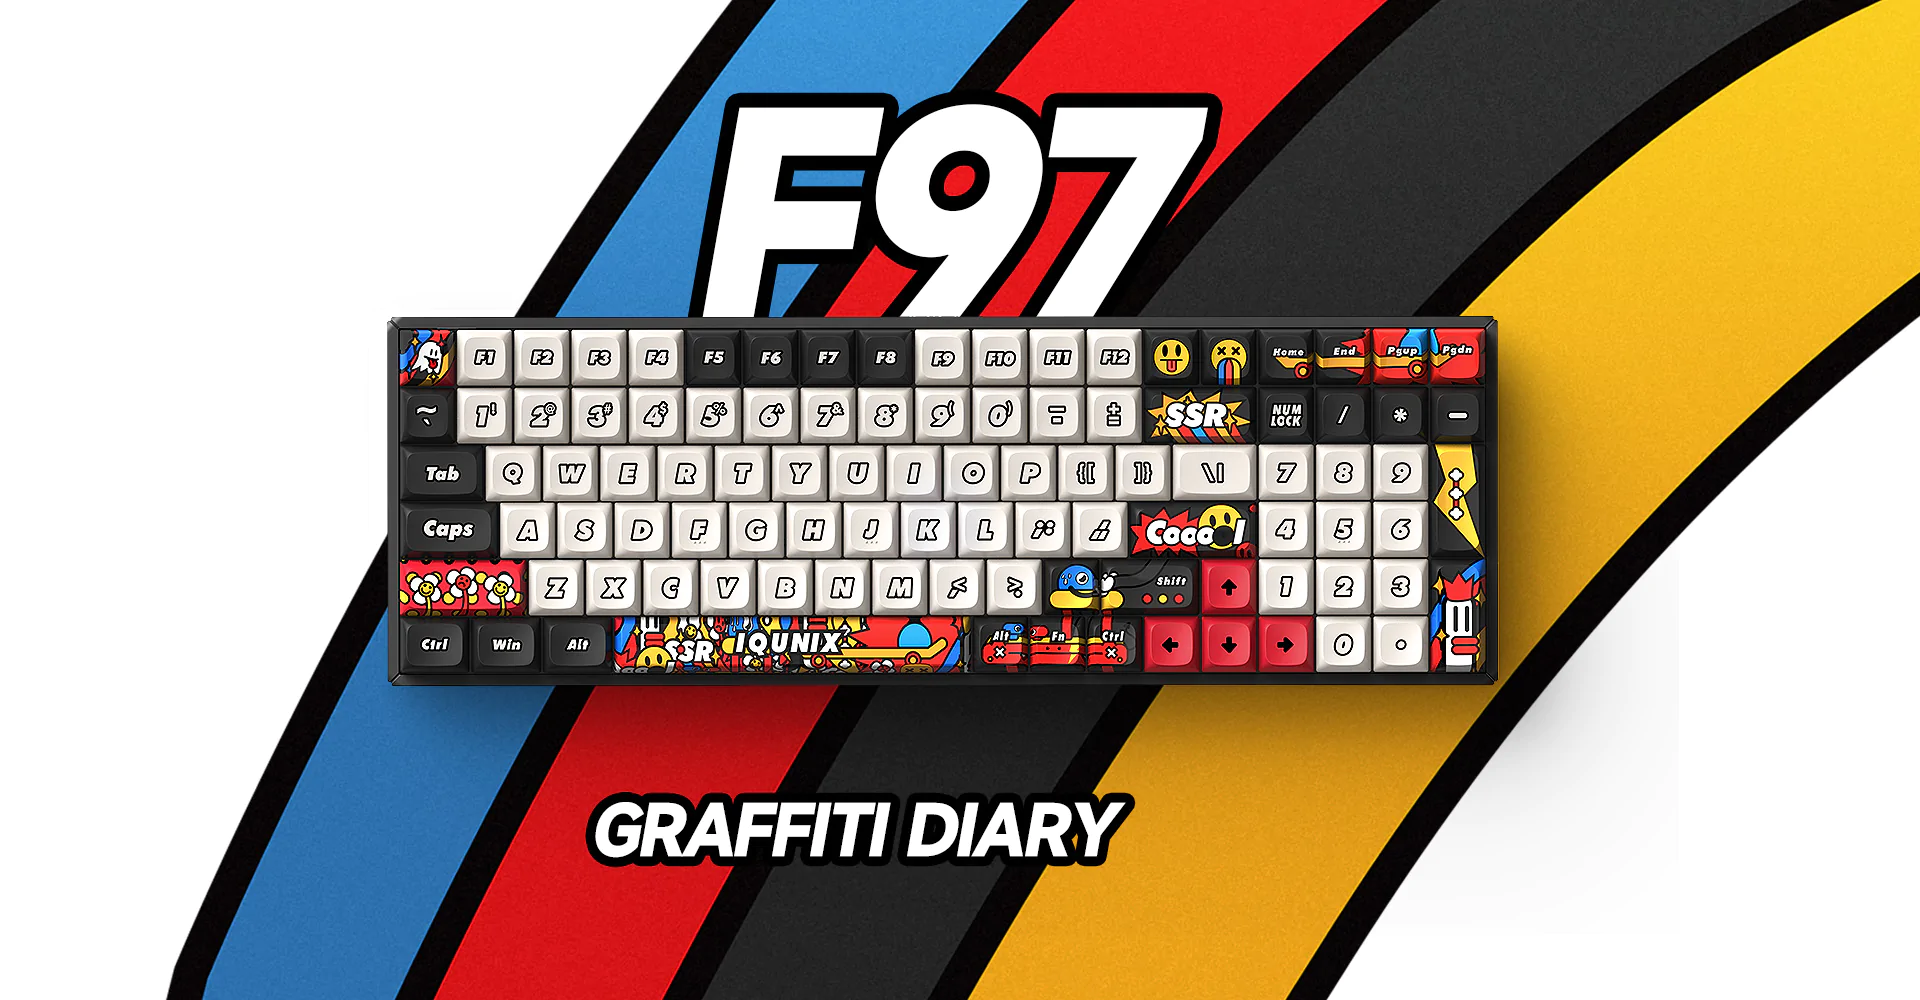 F97
F1 F2 F3 F4 F5 F6 F7 F8 F9 F10 F11 F12 Home End Pgup Pgdn
~ ` 1! 2@ 3# 4$ 5% 6^ 7& 8* 9( 0) - += SSR NUM LOCK / * -
Tab Q W E R T Y U I O P {[ ]} \| 7 8 9
Caps A S D F G H J K L ;: '" Coool 4 5 6
Z X C V B N M <, >. ?/ Shift ↑ 1 2 3
Ctrl Win Alt SSR IQUNIX Alt Fn Ctrl ← ↓ → 0 .
GRAFFITI DIARY